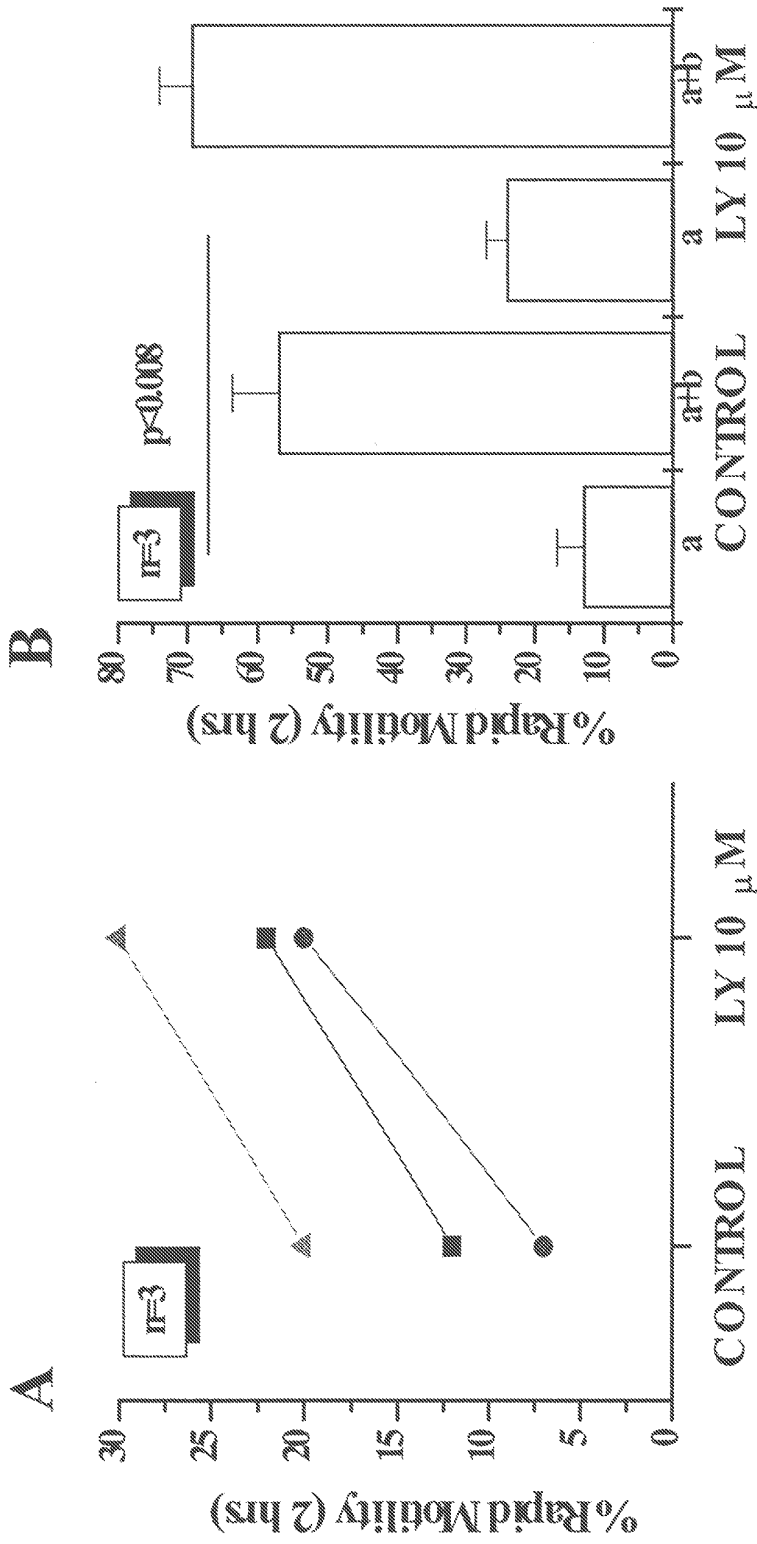 A
n=3
% Rapid Motility (2 hrs)
30
25
20
15
10
5
0
CONTROL LY 10 μM
B
n=3
p<0.008
% Rapid Motility (2 hrs)
80
70
60
50
40
30
20
10
0
a a+b a a+b
CONTROL LY 10 μM